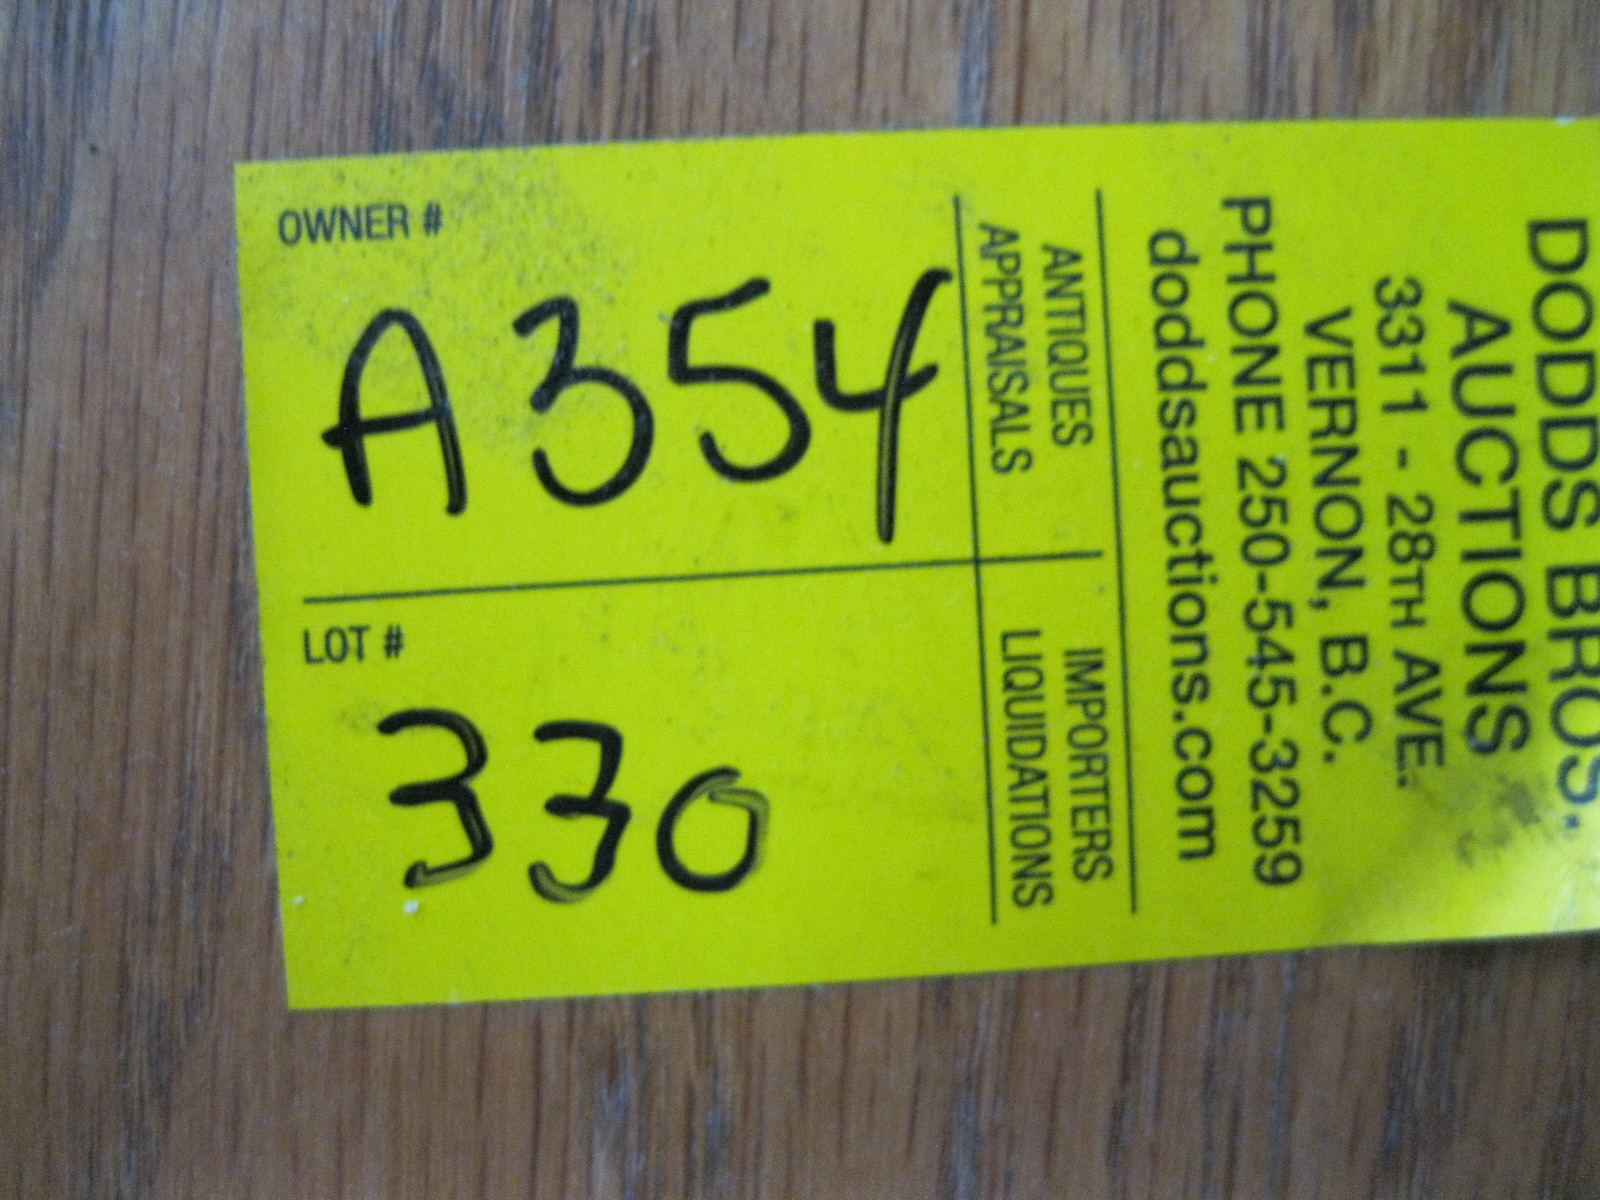 OWNER #
A354
LOT #
330
DODDS BROS.
AUCTIONS
3311 - 28TH AVE.
VERNON, B.C.
PHONE 250-545-3259
doddsauctions.com
ANTIQUES IMPORTERS
APPRAISALS LIQUIDATIONS